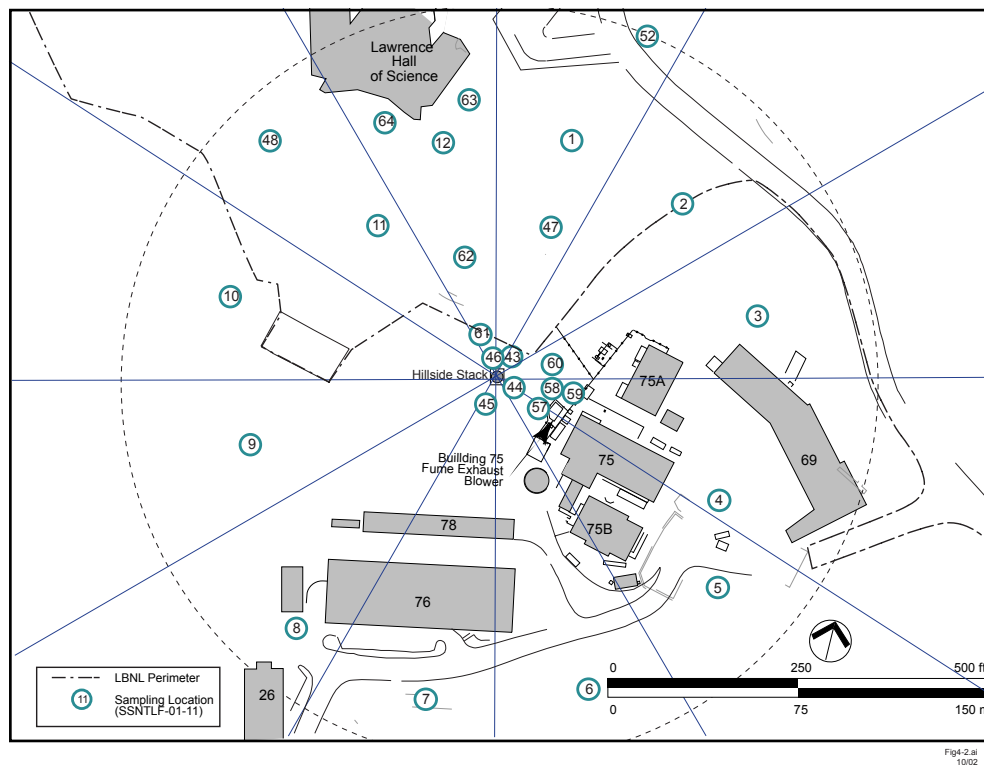 52
Lawrence
Hall
of Science
63
64
12
1
48
2
11
47
62
10
3
61
46
43
60
75A
Hillside Stack
44
58
59
45
57
9
Buillding 75
Fume Exhaust
Blower
75
69
4
78
75B
5
76
8
0
250
500 ft
LBNL Perimeter
11
Sampling Location
(SSNTLF-01-11)
26
7
6
0
75
150 m
Fig4-2.ai
10/02